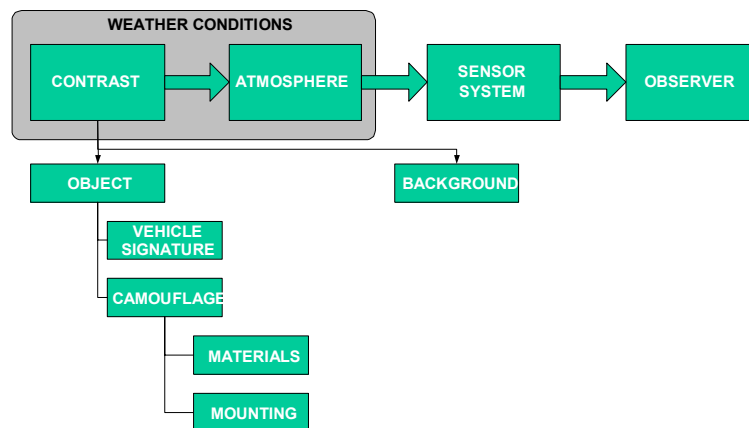 WEATHER CONDITIONS
CONTRAST
ATMOSPHERE
SENSOR
SYSTEM
OBSERVER
OBJECT
BACKGROUND
VEHICLE
SIGNATURE
CAMOUFLAGE
MATERIALS
MOUNTING